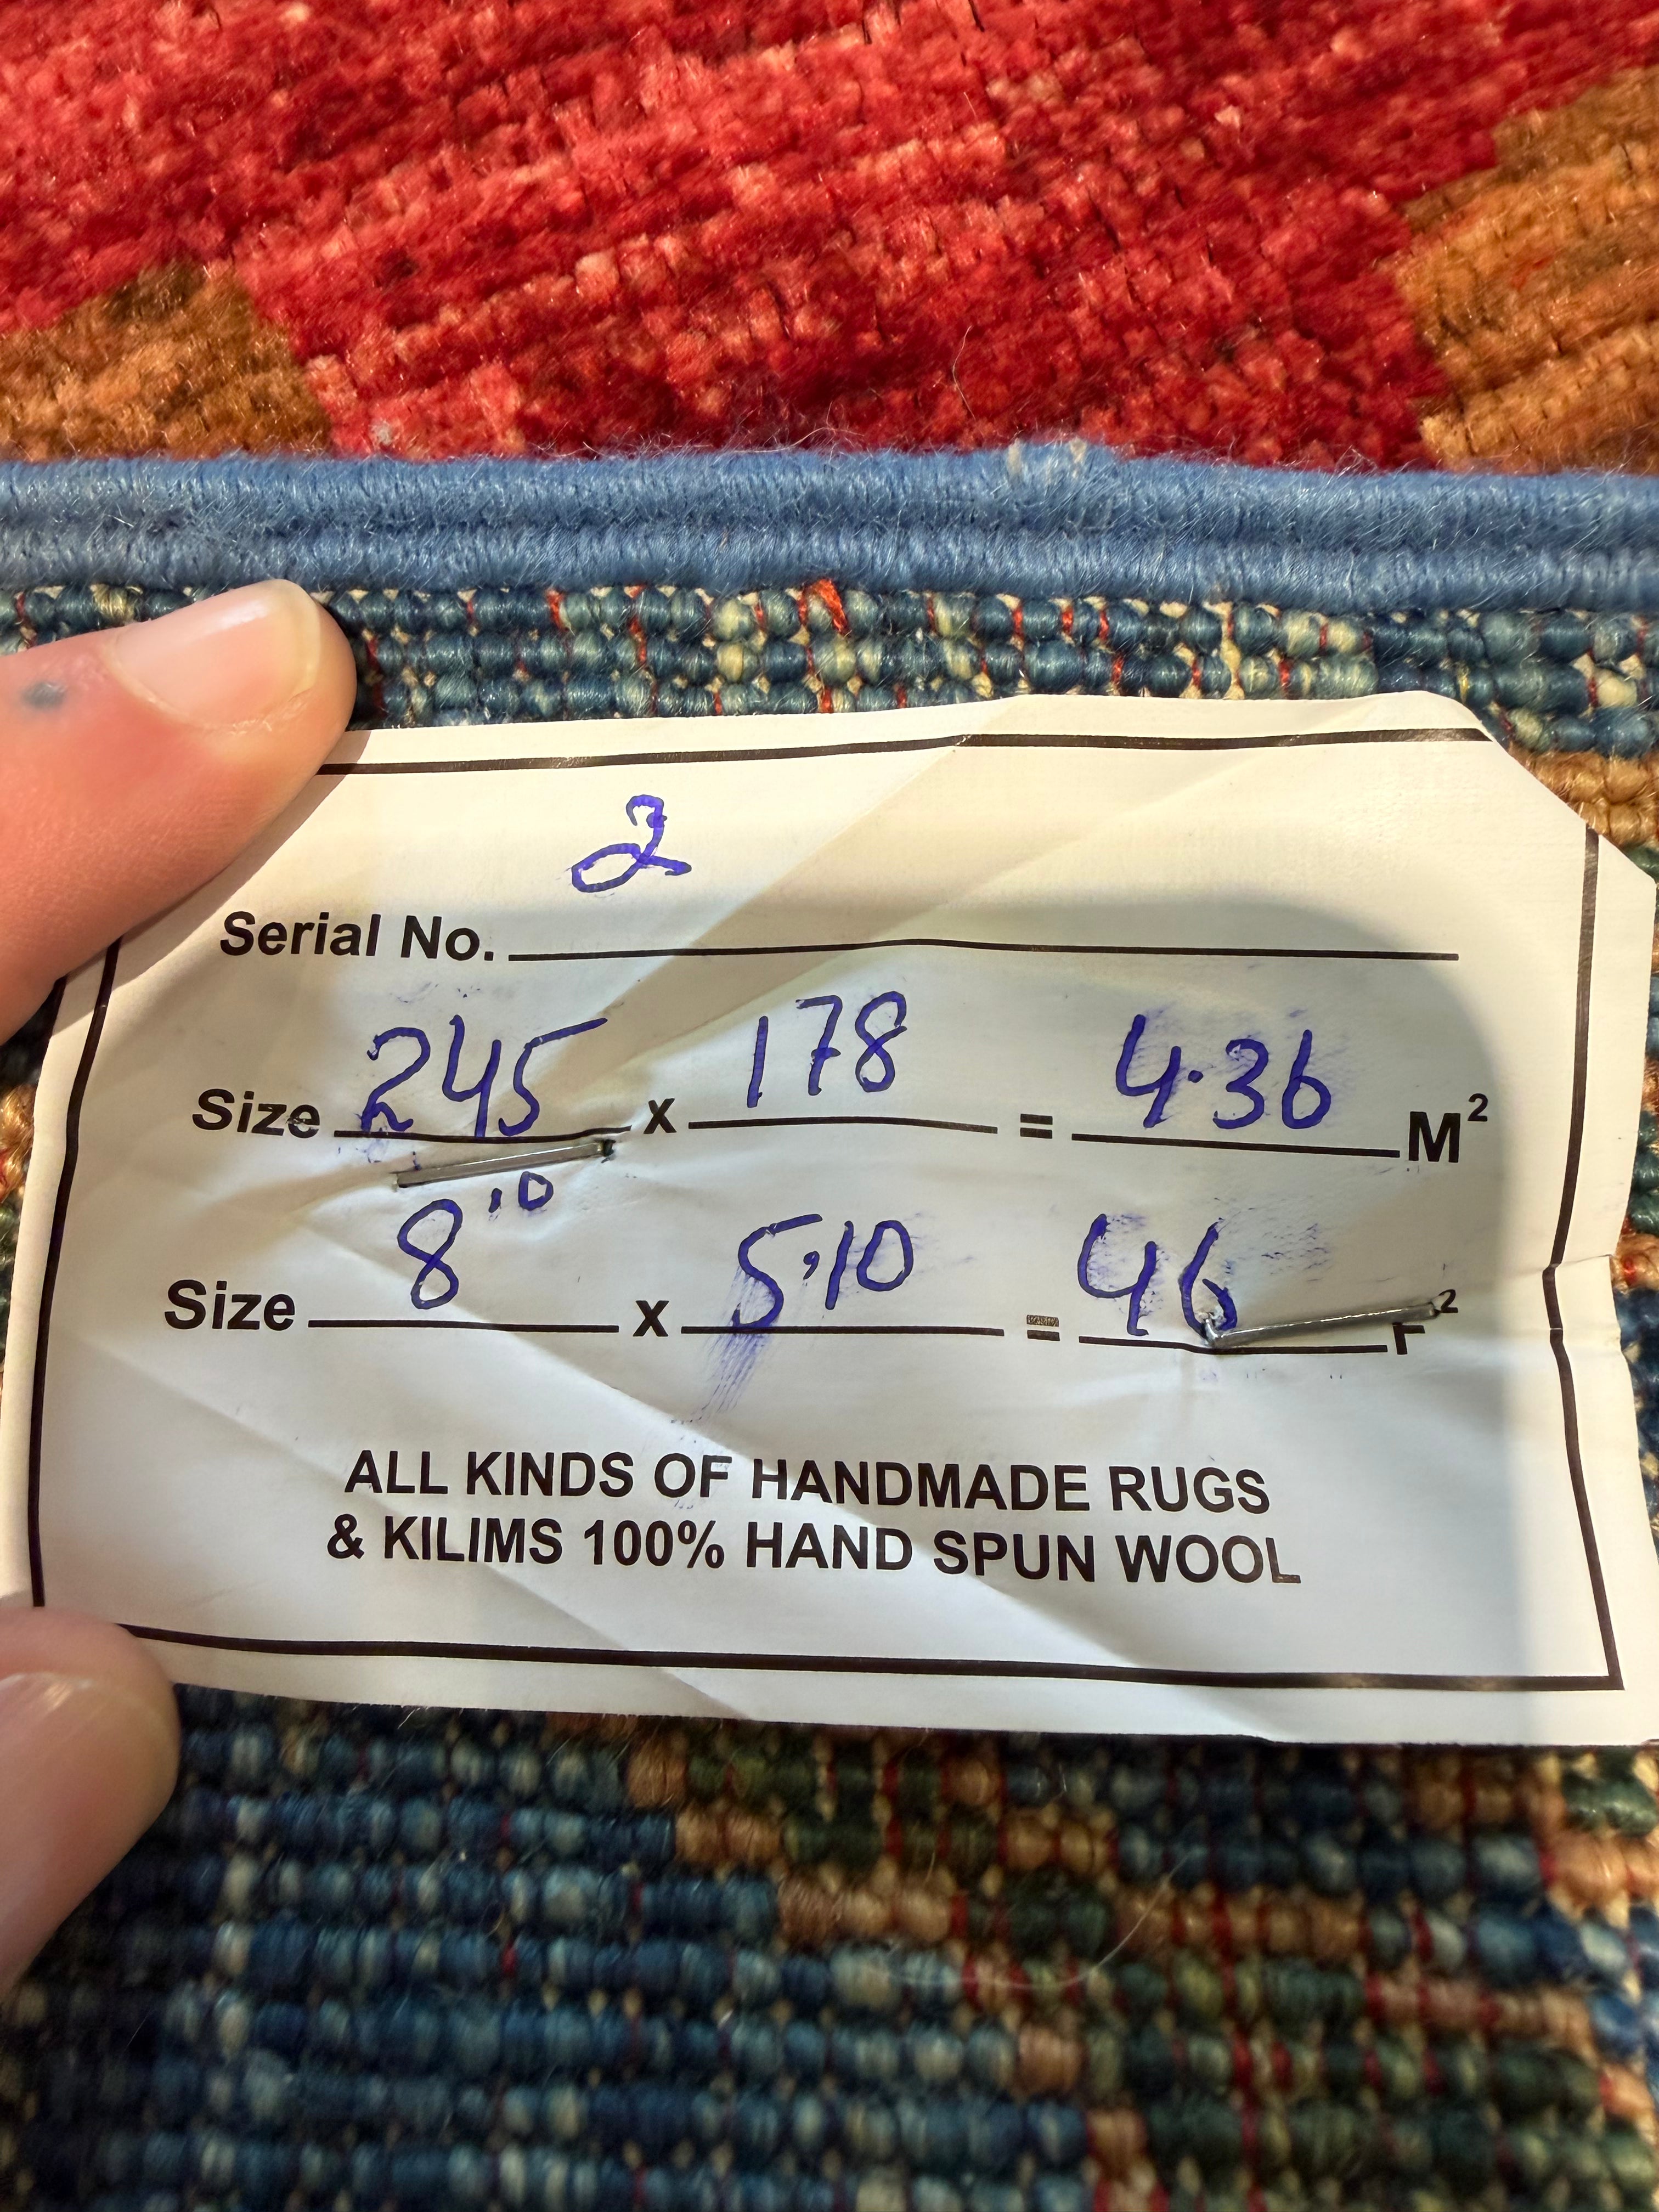 2
Serial No.
Size 245 x 178 = 4.36 M²
Size 8.0 x 5.10 = 46 F²
ALL KINDS OF HANDMADE RUGS
& KILIMS 100% HAND SPUN WOOL